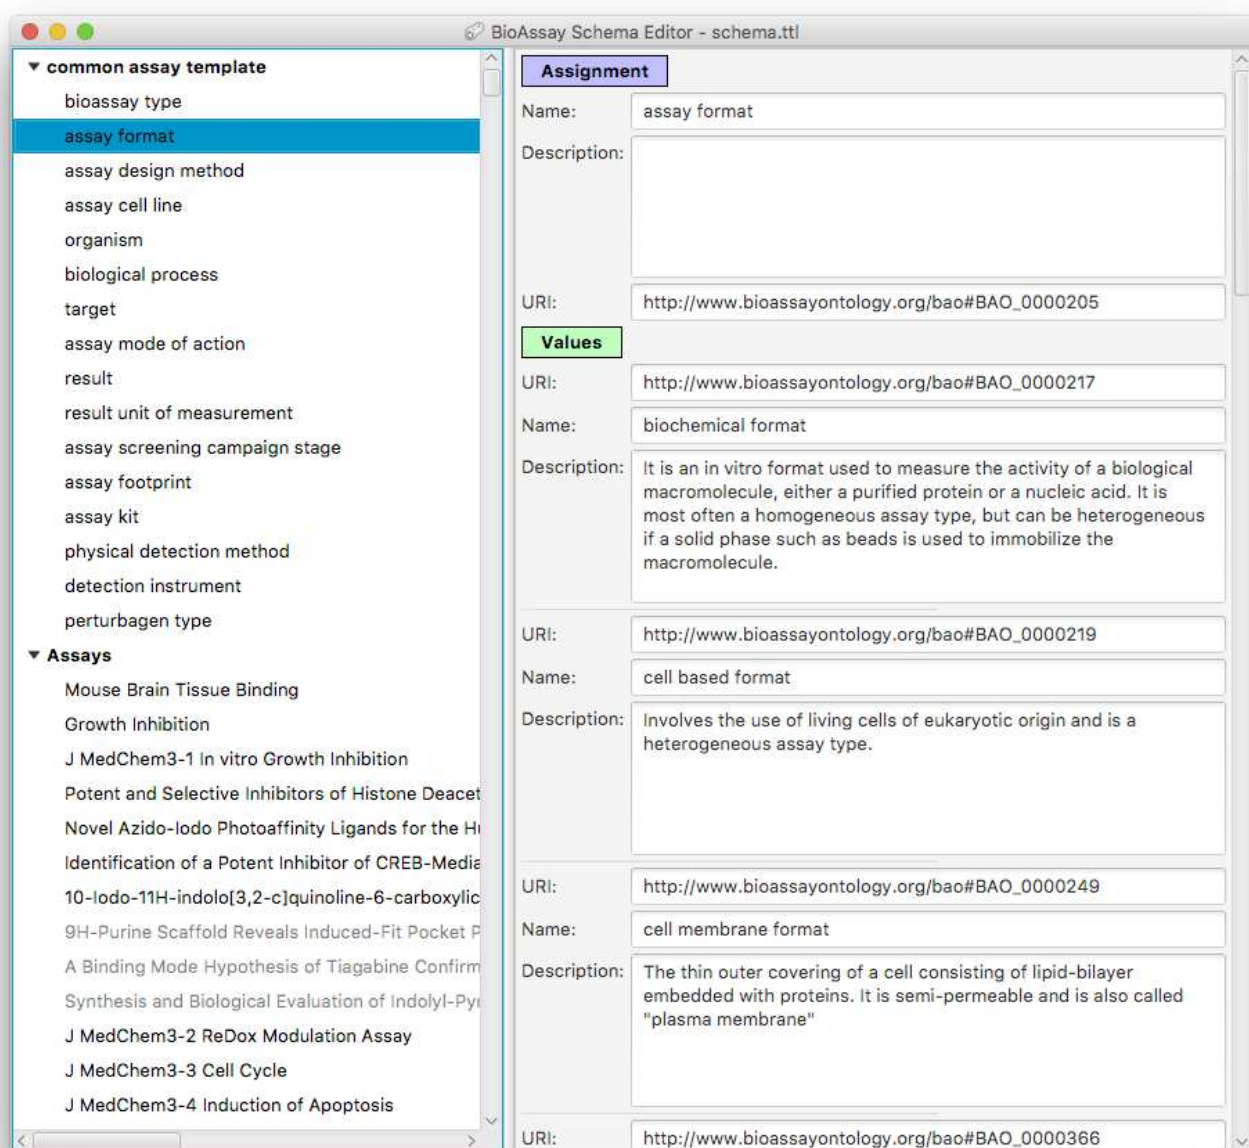 BioAssay Schema Editor - schema.ttl
common assay template
bioassay type
assay format
assay design method
assay cell line
organism
biological process
target
assay mode of action
result
result unit of measurement
assay screening campaign stage
assay footprint
assay kit
physical detection method
detection instrument
perturbagen type
Assays
Mouse Brain Tissue Binding
Growth Inhibition
J MedChem3-1 In vitro Growth Inhibition
Potent and Selective Inhibitors of Histone Deacet
Novel Azido-Iodo Photoaffinity Ligands for the Hu
Identification of a Potent Inhibitor of CREB-Media
10-Iodo-11H-indolo[3,2-c]quinoline-6-carboxylic
9H-Purine Scaffold Reveals Induced-Fit Pocket P
A Binding Mode Hypothesis of Tiagabine Confirm
Synthesis and Biological Evaluation of Indolyl-Pyr
J MedChem3-2 ReDox Modulation Assay
J MedChem3-3 Cell Cycle
J MedChem3-4 Induction of Apoptosis
Assignment
Name: assay format
Description:
URI: http://www.bioassayontology.org/bao#BAO_0000205
Values
URI: http://www.bioassayontology.org/bao#BAO_0000217
Name: biochemical format
Description: It is an in vitro format used to measure the activity of a biological
macromolecule, either a purified protein or a nucleic acid. It is
most often a homogeneous assay type, but can be heterogeneous
if a solid phase such as beads is used to immobilize the
macromolecule.
URI: http://www.bioassayontology.org/bao#BAO_0000219
Name: cell based format
Description: Involves the use of living cells of eukaryotic origin and is a
heterogeneous assay type.
URI: http://www.bioassayontology.org/bao#BAO_0000249
Name: cell membrane format
Description: The thin outer covering of a cell consisting of lipid-bilayer
embedded with proteins. It is semi-permeable and is also called
"plasma membrane"
URI: http://www.bioassayontology.org/bao#BAO_0000366